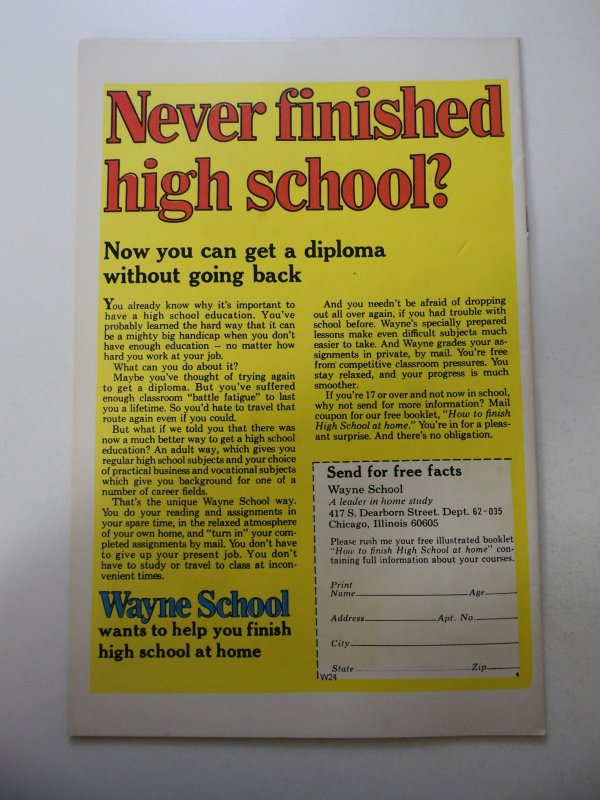 Never finished
high school?
Now you can get a diploma
without going back
You already know why it's important to
have a high school education. You've
probably learned the hard way that it can
be a mighty big handicap when you don't
have enough education – no matter how
hard you work at your job.
What can you do about it?
Maybe you've thought of trying again
to get a diploma. But you've suffered
enough classroom "battle fatigue" to last
you a lifetime. So you'd hate to travel that
route again even if you could.
But what if we told you that there was
now a much better way to get a high school
education? An adult way, which gives you
regular high school subjects and your choice
of practical business and vocational subjects
which give you background for one of a
number of career fields.
That's the unique Wayne School way.
You do your reading and assignments in
your spare time, in the relaxed atmosphere
of your own home, and "turn in" your com-
pleted assignments by mail. You don't have
to give up your present job. You don't
have to study or travel to class at incon-
venient times.
Wayne School
wants to help you finish
high school at home
And you needn't be afraid of dropping
out all over again, if you had trouble with
school before. Wayne's specially prepared
lessons make even difficult subjects much
easier to take. And Wayne grades your as-
signments in private, by mail. You're free
from competitive classroom pressures. You
stay relaxed, and your progress is much
smoother.
If you're 17 or over and not now in school,
why not send for more information? Mail
coupon for our free booklet, "How to finish
High School at home." You're in for a pleas-
ant surprise. And there's no obligation.
Send for free facts
Wayne School
A leader in home study
417 S. Dearborn Street. Dept. 62-035
Chicago, Illinois 60605
Please rush me your free illustrated booklet
"How to finish High School at home" con-
taining full information about your courses.
Print
Name Age
Address Apt. No.
City
State Zip
W24 4